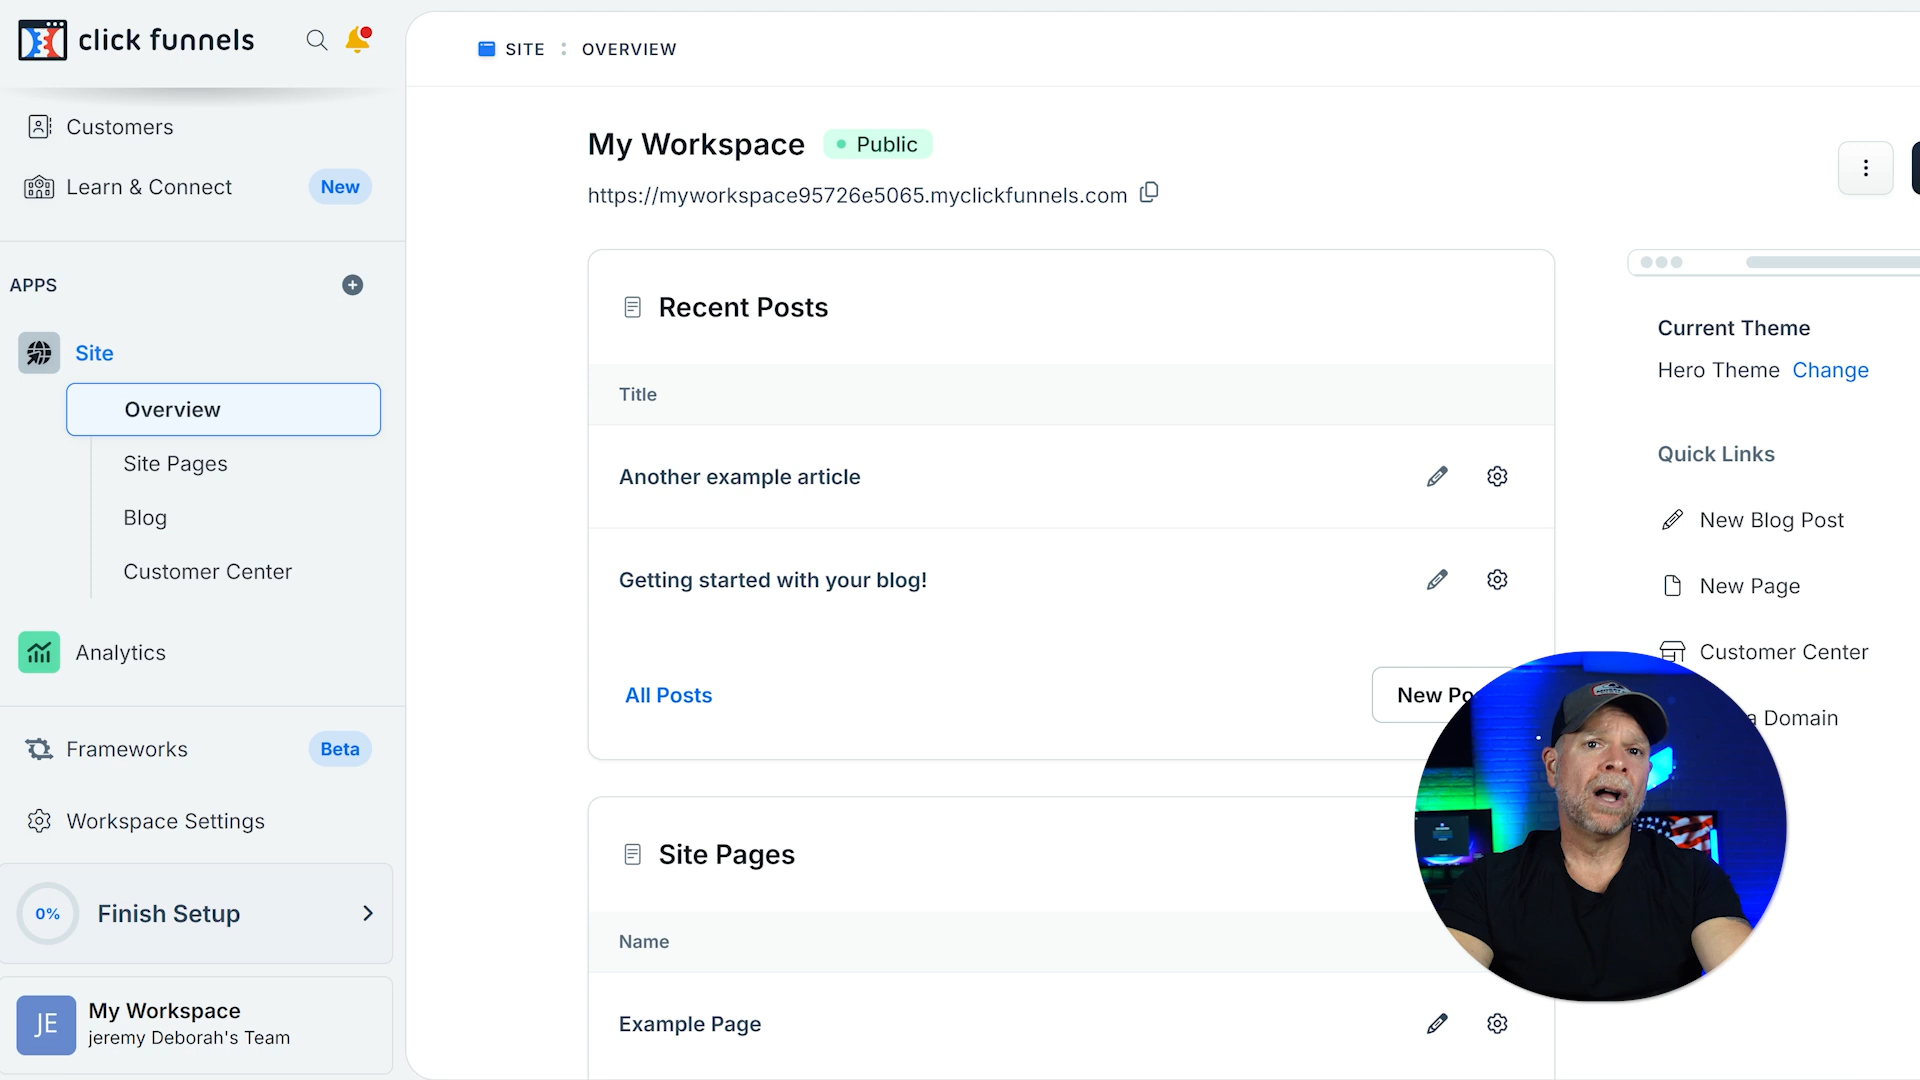 click funnels
Customers
Learn & Connect
New
APPS
Site
Overview
Site Pages
Blog
Customer Center
Analytics
Frameworks
Beta
Workspace Settings
0%
Finish Setup
JE
My Workspace
jeremy Deborah's Team
SITE : OVERVIEW
My Workspace
Public
https://myworkspace95726e5065.myclickfunnels.com
Recent Posts
Title
Another example article
Getting started with your blog!
All Posts
New Po
Site Pages
Name
Example Page
Current Theme
Hero Theme Change
Quick Links
New Blog Post
New Page
Customer Center
a Domain